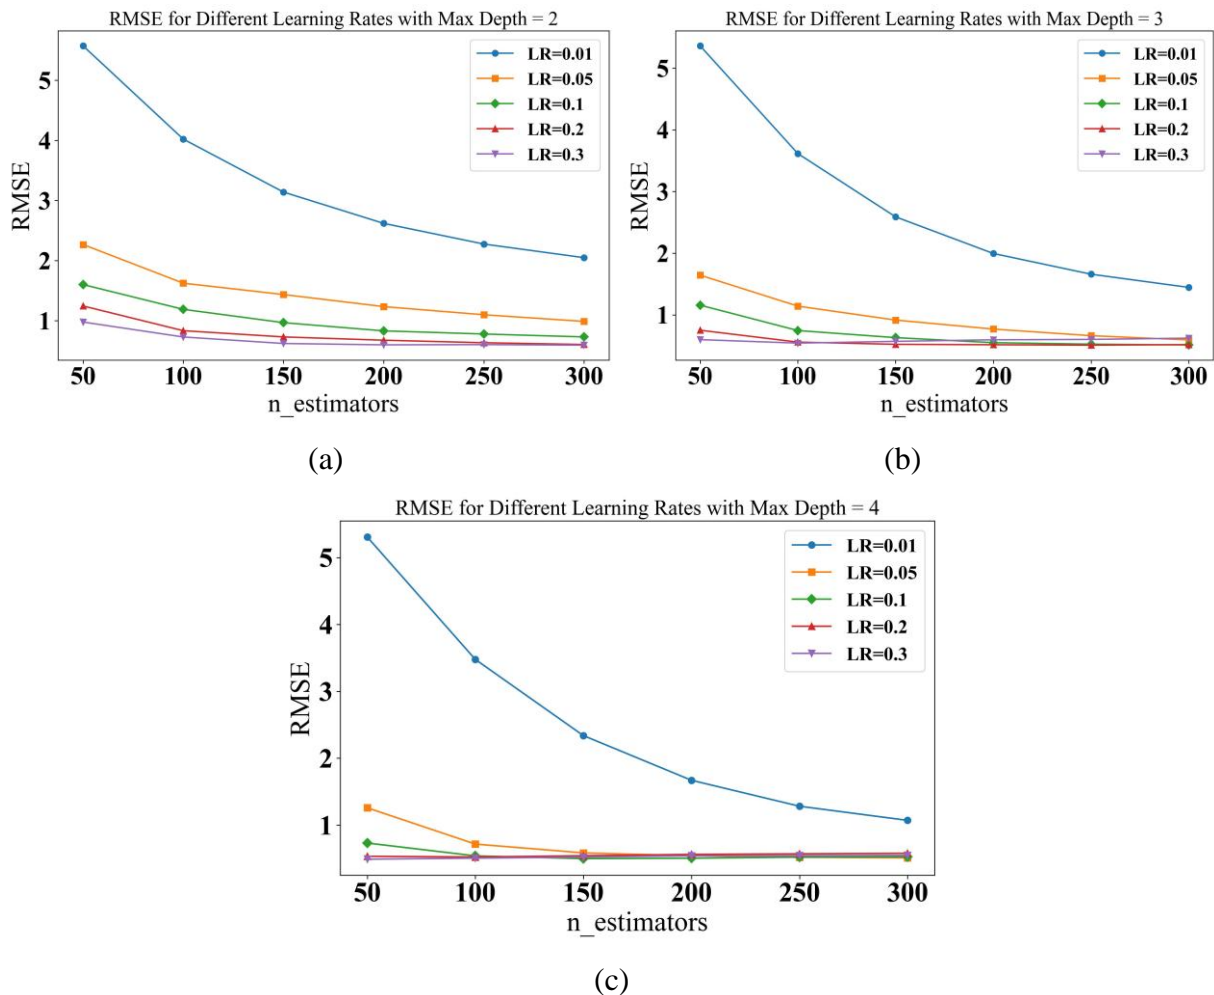 RMSE for Different Learning Rates with Max Depth = 2
5
4
3
2
1
RMSE
LR=0.01
LR=0.05
LR=0.1
LR=0.2
LR=0.3
50 100 150 200 250 300
n_estimators
(a)
RMSE for Different Learning Rates with Max Depth = 3
5
4
3
2
1
RMSE
LR=0.01
LR=0.05
LR=0.1
LR=0.2
LR=0.3
50 100 150 200 250 300
n_estimators
(b)
RMSE for Different Learning Rates with Max Depth = 4
5
4
3
2
1
RMSE
LR=0.01
LR=0.05
LR=0.1
LR=0.2
LR=0.3
50 100 150 200 250 300
n_estimators
(c)